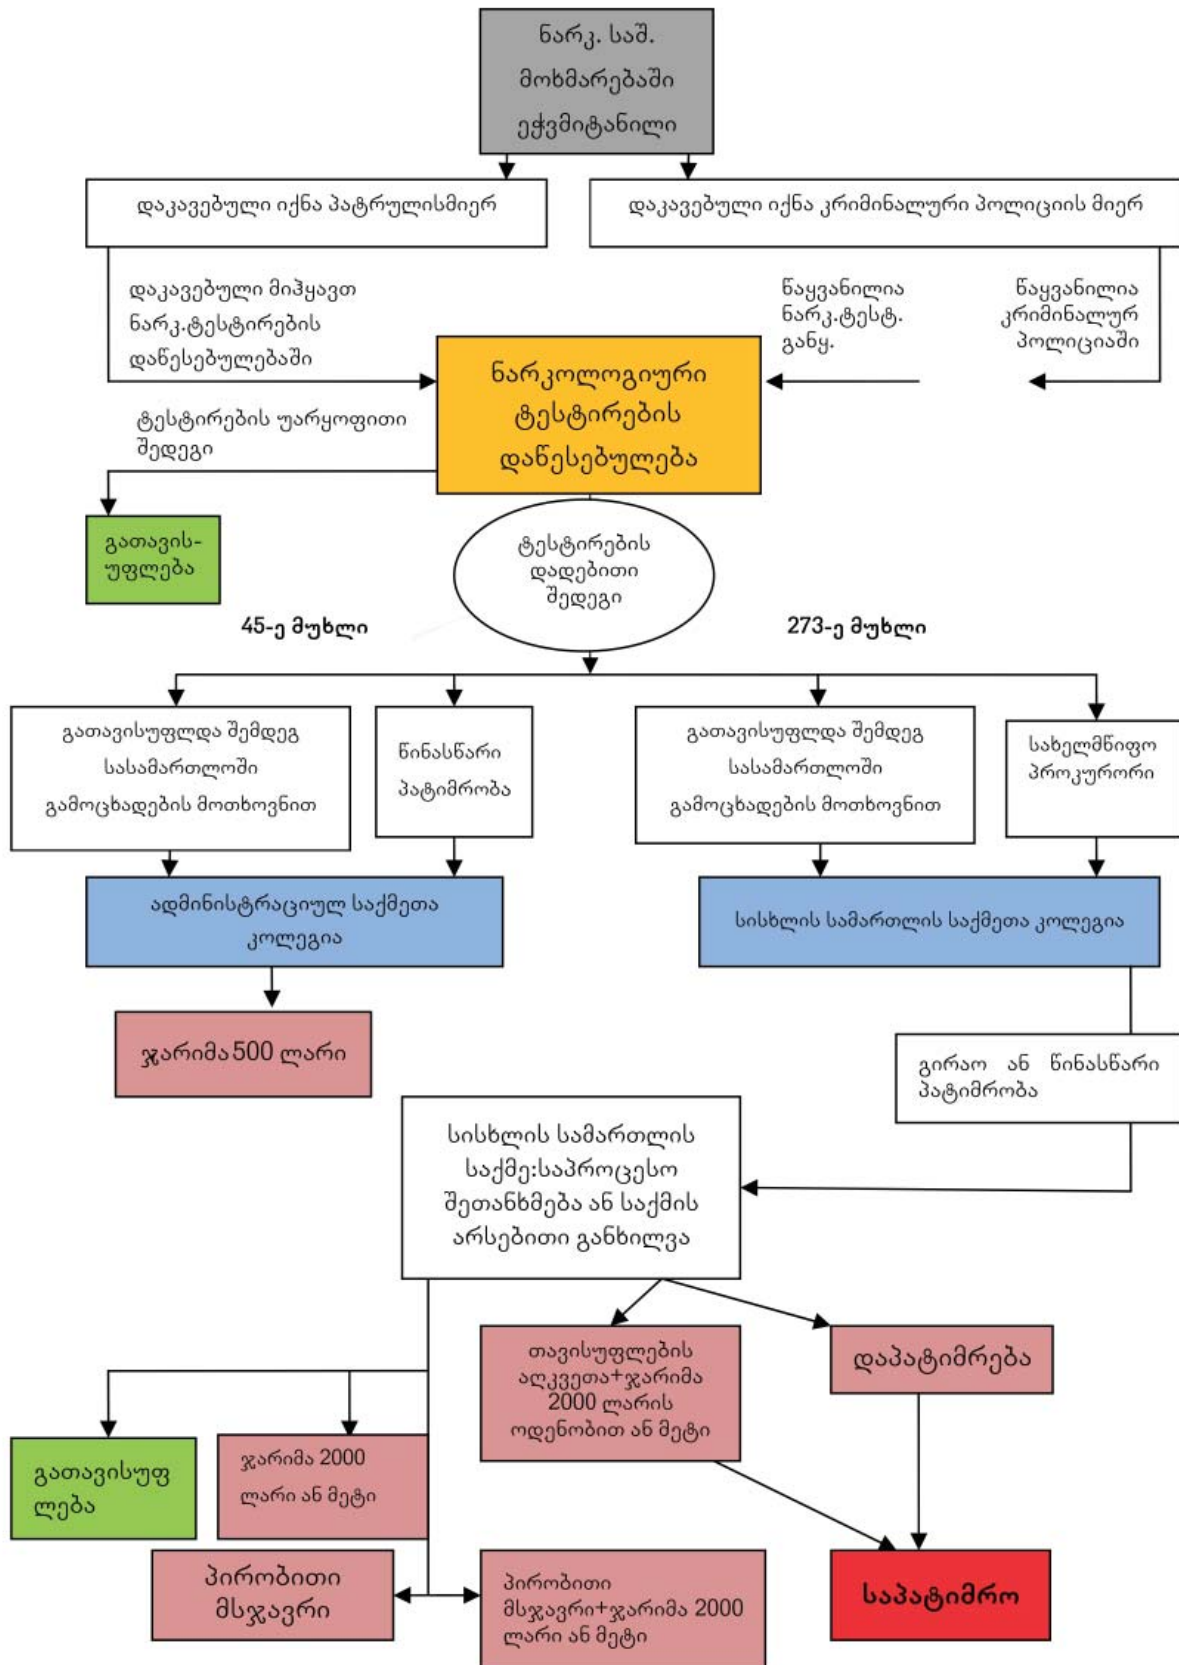 ნარკ. საშ.
მოხმარებაში
ეჭვმიტანილი
დაკავებული იქნა პატრულისმიერ
დაკავებული იქნა კრიმინალური პოლიციის მიერ
დაკავებული მიჰყავთ
ნარკ.ტესტირების
დაწესებულებაში
წაყვანილია
ნარკ.ტესტ.
განყ.
წაყვანილია
კრიმინალურ
პოლიციაში
ნარკოლოგიური
ტესტირების
დაწესებულება
ტესტირების უარყოფითი
შედეგი
გათავის-
უფლება
ტესტირების
დადებითი
შედეგი
45-ე მუხლი
273-ე მუხლი
გათავისუფლდა შემდეგ
სასამართლოში
გამოცხადების მოთხოვნით
წინასწარი
პატიმრობა
გათავისუფლდა შემდეგ
სასამართლოში
გამოცხადების მოთხოვნით
სახელმწიფო
პროკურორი
ადმინისტრაციულ საქმეთა
კოლეგია
სისხლის სამართლის საქმეთა კოლეგია
ჯარიმა 500 ლარი
გირაო ან წინასწარი
პატიმრობა
სისხლის სამართლის
საქმე:საპროცესო
შეთანხმება ან საქმის
არსებითი განხილვა
თავისუფლების
აღკვეთა+ჯარიმა
2000 ლარის
ოდენობით ან მეტი
დაპატიმრება
გათავისუფ
ლება
ჯარიმა 2000
ლარი ან მეტი
პირობითი
მსჯავრი
პირობითი
მსჯავრი+ჯარიმა 2000
ლარი ან მეტი
საპატიმრო